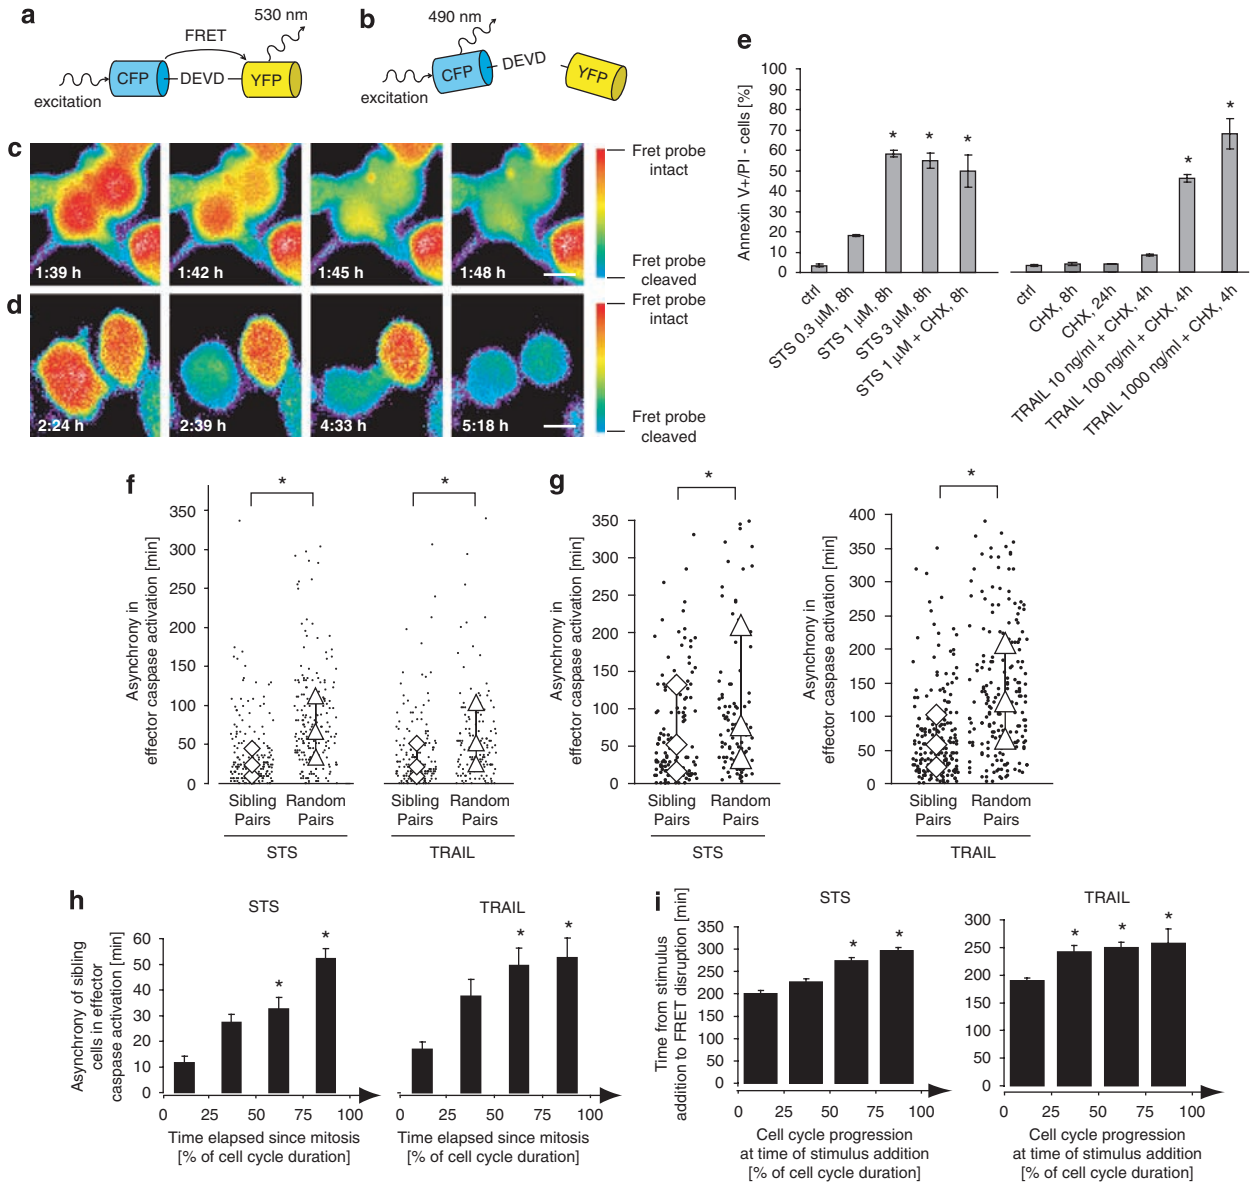 a
530 nm
FRET
CFP
DEVD
YFP
excitation
b
490 nm
CFP
DEVD
YFP
excitation
c
1:39 h
1:42 h
1:45 h
1:48 h
Fret probe
intact
Fret probe
cleaved
d
2:24 h
2:39 h
4:33 h
5:18 h
Fret probe
intact
Fret probe
cleaved
e
Annexin V+/PI - cells [%]
100
90
80
70
60
50
40
30
20
10
0
*
*
*
*
*
ctrl
STS 0.3 µM, 8h
STS 1 µM, 8h
STS 3 µM, 8h
STS 1 µM + CHX, 8h
ctrl
CHX, 8h
CHX, 24h
TRAIL 10 ng/ml + CHX, 4h
TRAIL 100 ng/ml + CHX, 4h
TRAIL 1000 ng/ml + CHX, 4h
f
Asynchrony in
effector caspase activation [min]
350
300
250
200
150
100
50
0
*
*
Sibling
Pairs
Random
Pairs
Sibling
Pairs
Random
Pairs
STS
TRAIL
g
Asynchrony in
effector caspase activation [min]
350
300
250
200
150
100
50
0
*
Sibling
Pairs
Random
Pairs
STS
Asynchrony in
effector caspase activation [min]
400
350
300
250
200
150
100
50
0
*
Sibling
Pairs
Random
Pairs
TRAIL
h
STS
Asynchrony of sibling
cells in effector
caspase activation [min]
60
50
40
30
20
10
0
*
*
0
25
50
75
100
Time elapsed since mitosis
[% of cell cycle duration]
TRAIL
*
*
0
25
50
75
100
Time elapsed since mitosis
[% of cell cycle duration]
i
STS
Time from stimulus
addition to FRET disruption [min]
350
300
250
200
150
100
50
0
*
*
0
25
50
75
100
Cell cycle progression
at time of stimulus addition
[% of cell cycle duration]
TRAIL
300
250
200
150
100
50
0
*
*
*
0
25
50
75
100
Cell cycle progression
at time of stimulus addition
[% of cell cycle duration]